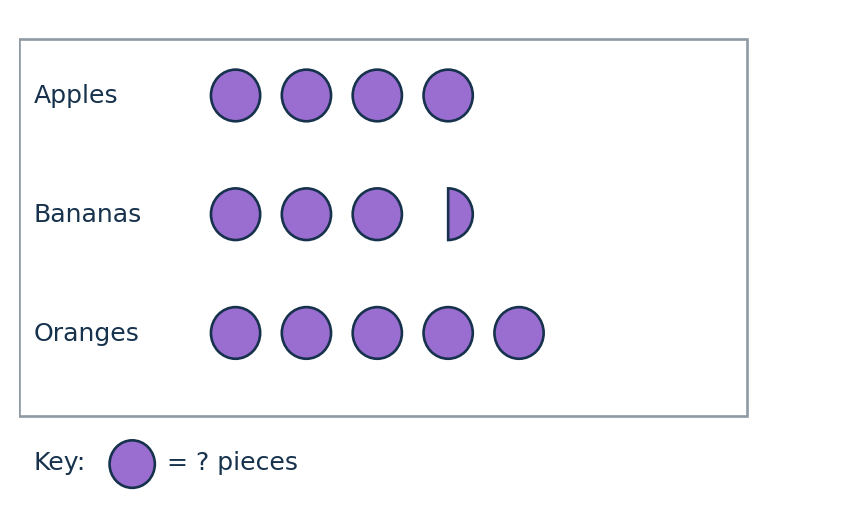 Apples
Bananas
Oranges
Key: = ? pieces